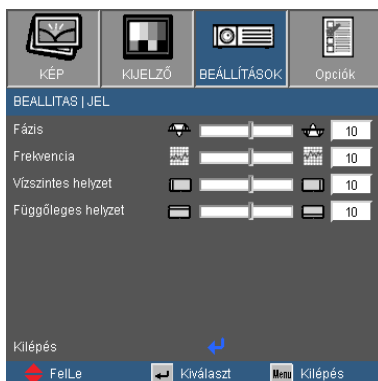 KÉP
KIJELZŐ
BEÁLLÍTÁSOK
Opciók
BEALLITAS | JEL
Fázis 10
Frekvencia 10
Vízszintes helyzet 10
Függőleges helyzet 10
Kilépés
FelLe Kiválaszt Menu Kilépés